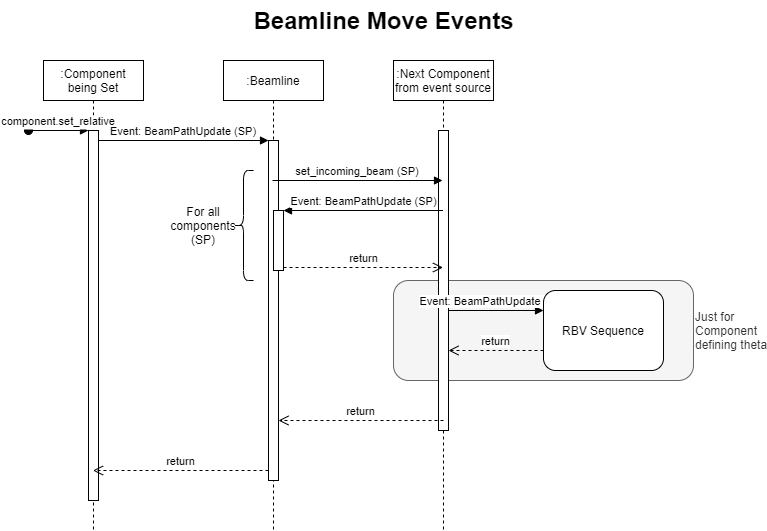 Beamline Move Events
:Component
being Set
:Beamline
:Next Component
from event source
component.set_relative
Event: BeamPathUpdate (SP)
set_incoming_beam (SP)
Event: BeamPathUpdate (SP)
For all
components
(SP)
return
Event: BeamPathUpdate
RBV Sequence
Just for
Component
defining theta
return
return
return